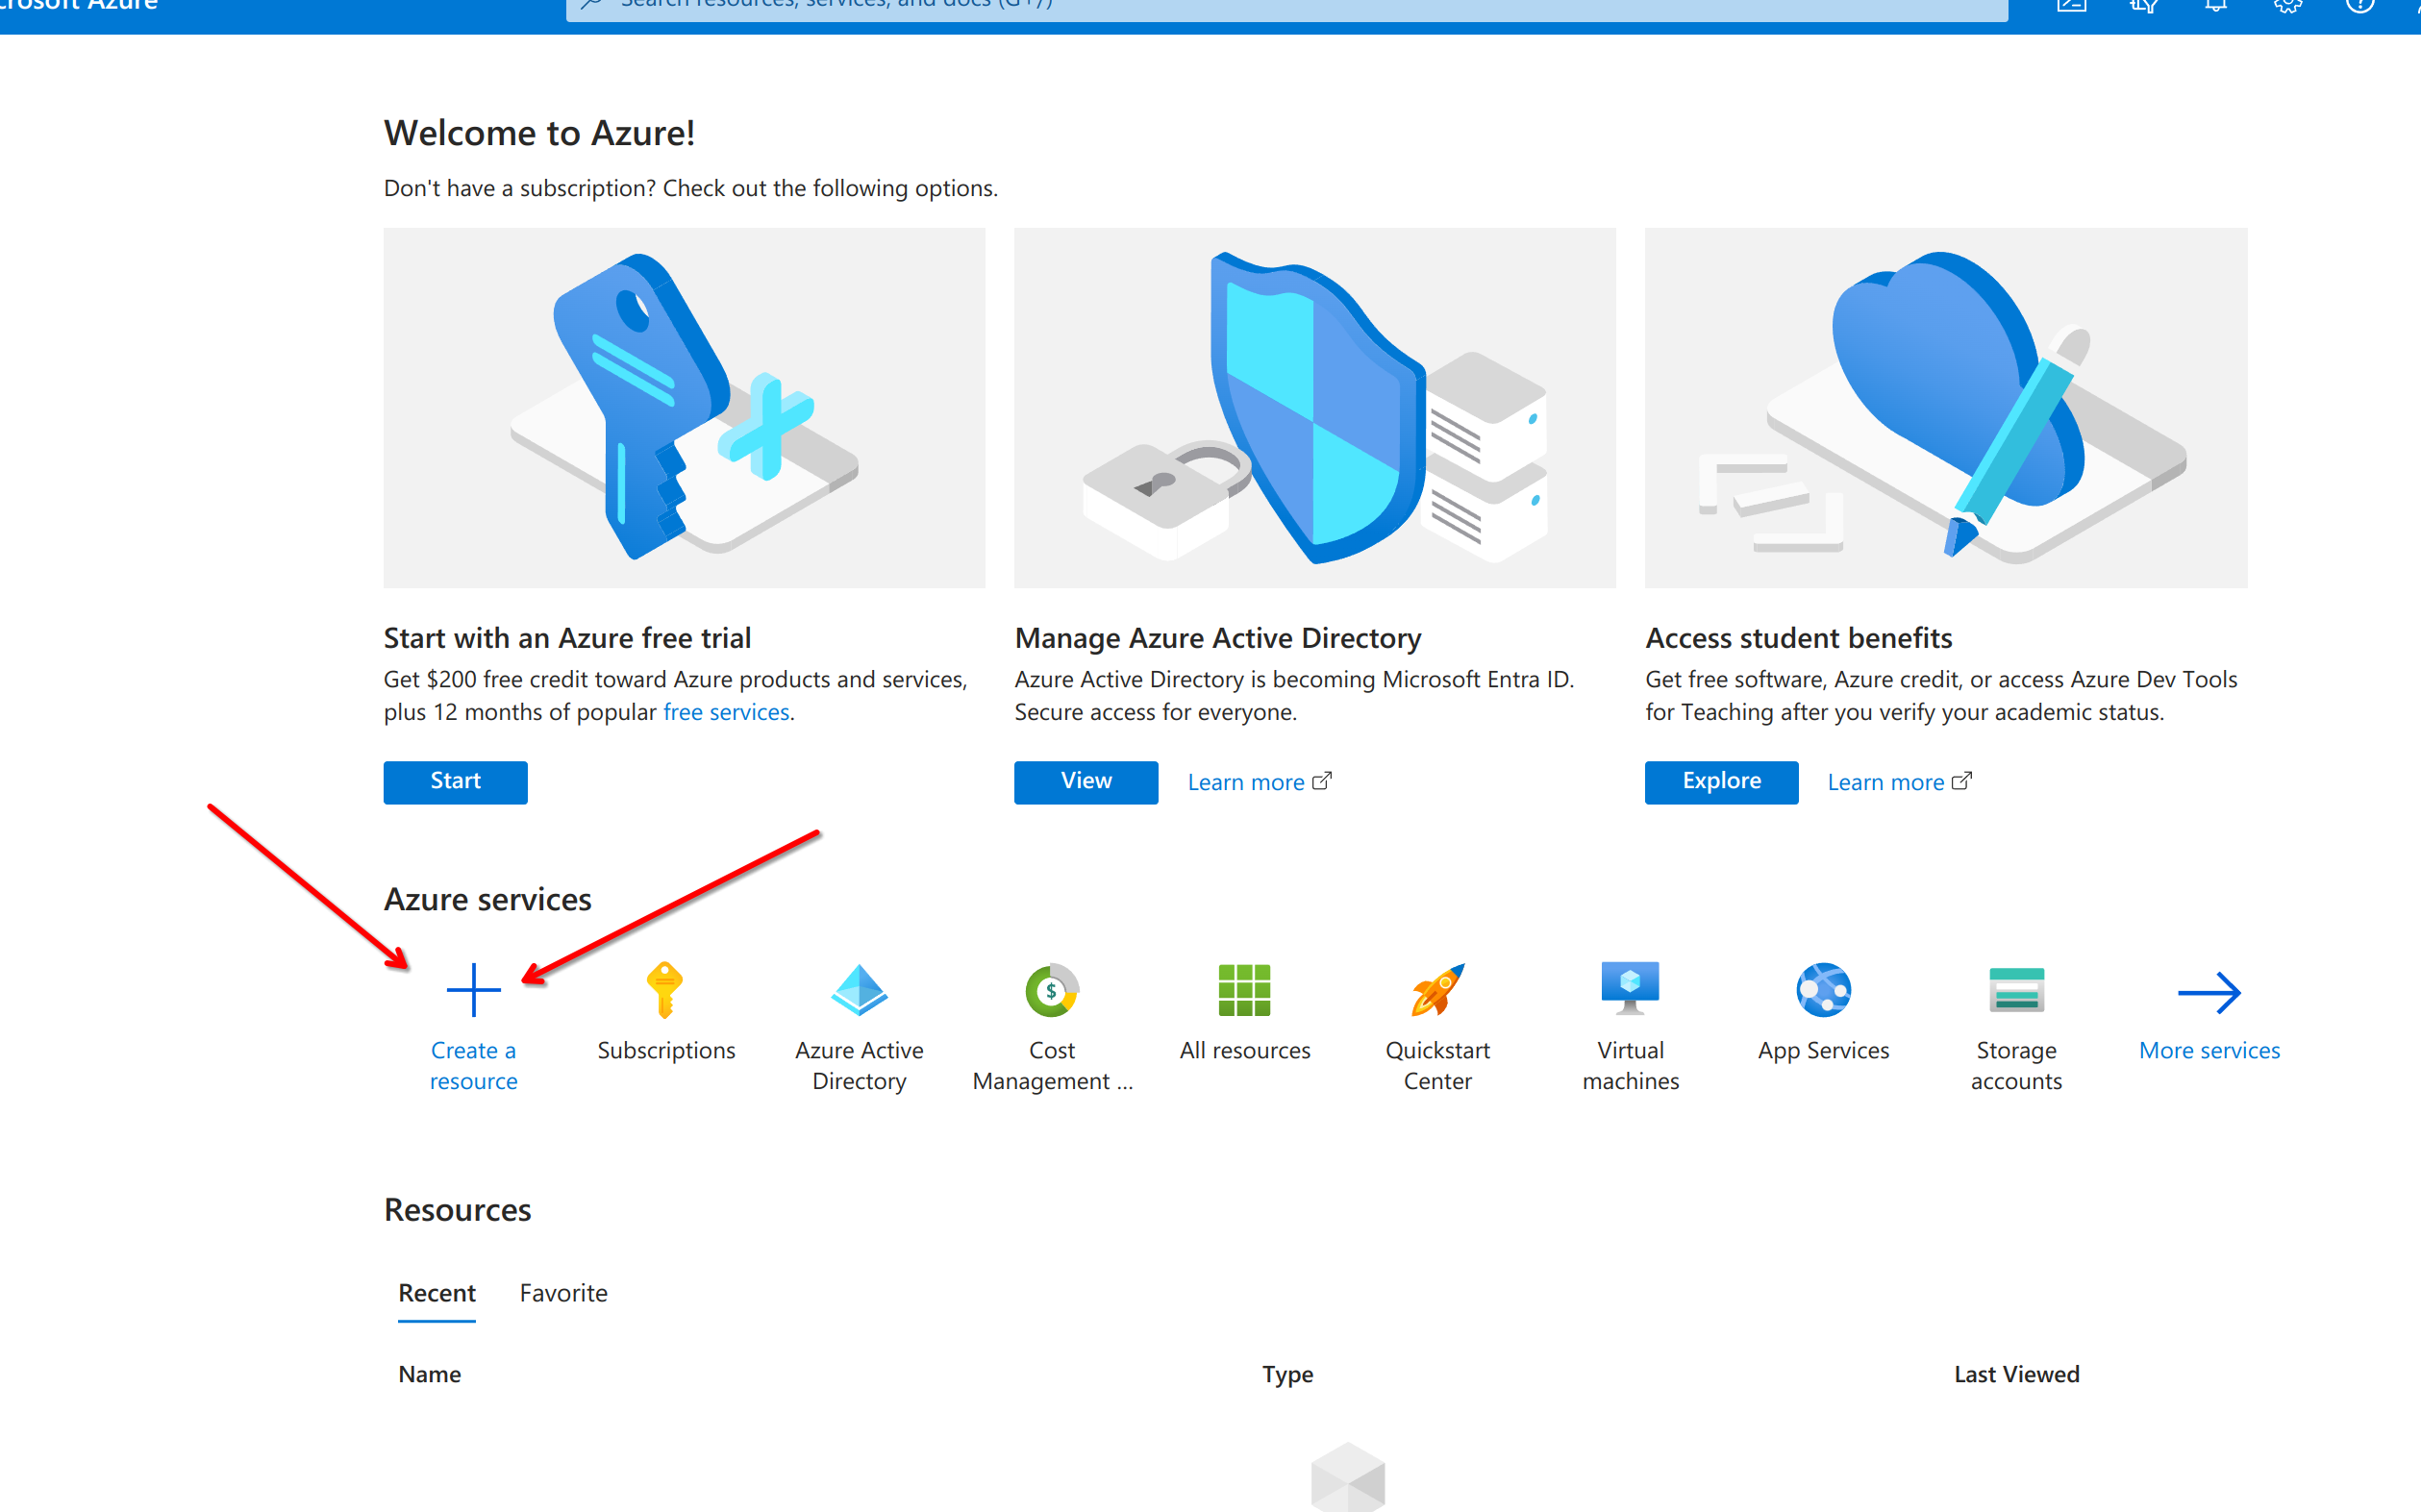 Microsoft Azure
Search resources, services, and docs (G+/)
Welcome to Azure!
Don't have a subscription? Check out the following options.
Start with an Azure free trial
Get $200 free credit toward Azure products and services,
plus 12 months of popular free services.
Start
Manage Azure Active Directory
Azure Active Directory is becoming Microsoft Entra ID.
Secure access for everyone.
View
Learn more
Access student benefits
Get free software, Azure credit, or access Azure Dev Tools
for Teaching after you verify your academic status.
Explore
Learn more
Azure services
Create a
resource
Subscriptions
Azure Active
Directory
Cost
Management ...
All resources
Quickstart
Center
Virtual
machines
App Services
Storage
accounts
More services
Resources
Recent
Favorite
Name
Type
Last Viewed